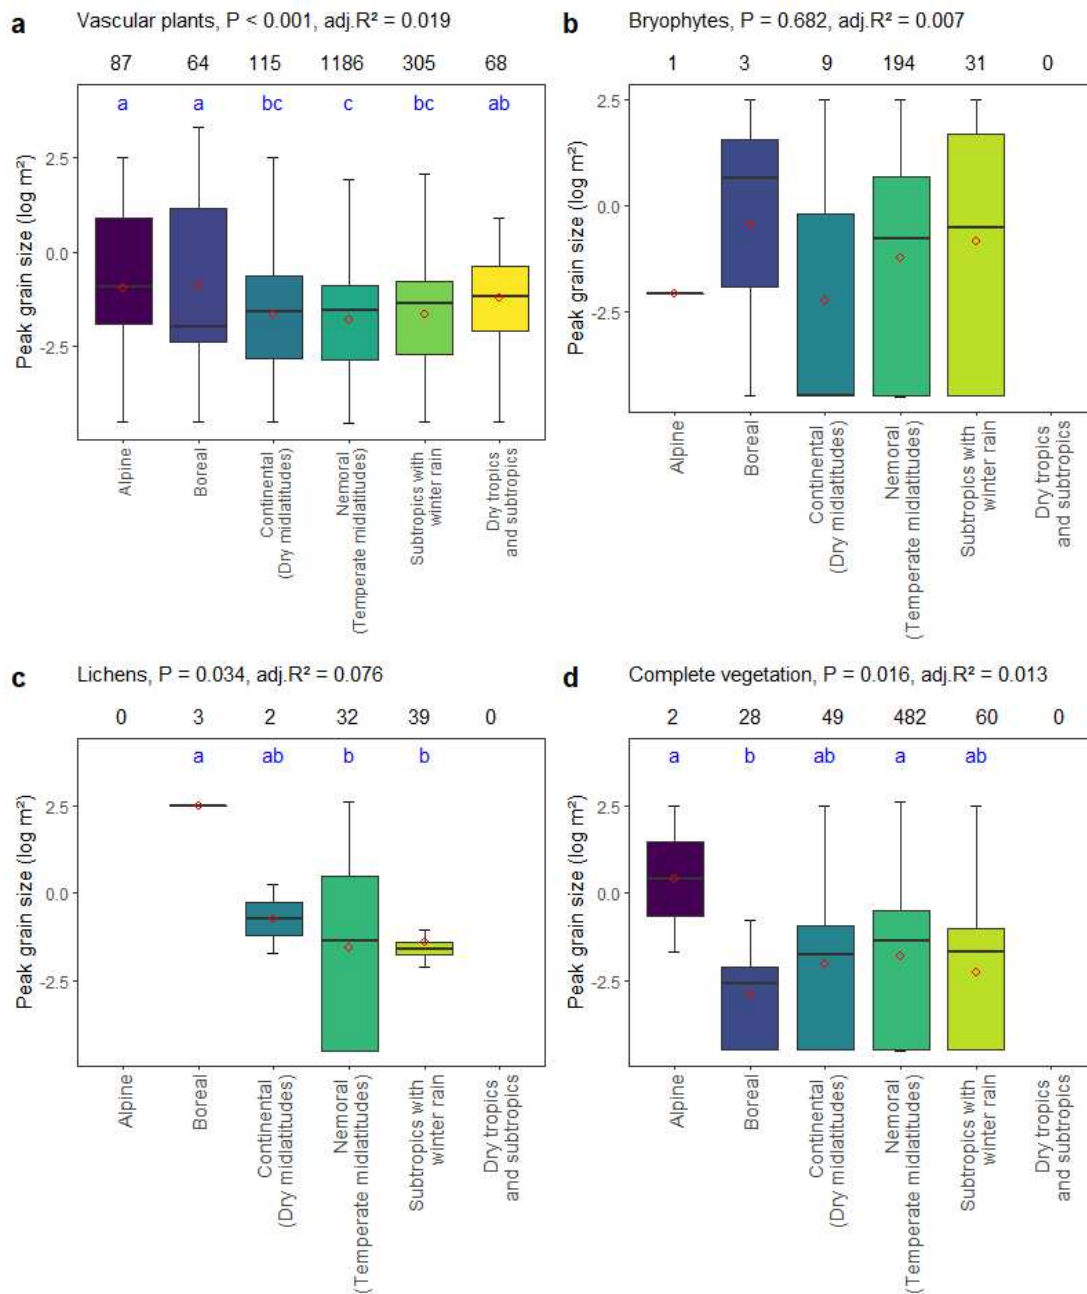 a Vascular plants, P < 0.001, adj.R² = 0.019
87 64 115 1186 305 68
a a bc c bc ab
Peak grain size (log m²)
2.5
0.0
-2.5
Alpine
Boreal
Continental
(Dry midlatitudes)
Nemoral
(Temperate midlatitudes)
Subtropics with
winter rain
Dry tropics
and subtropics
b Bryophytes, P = 0.682, adj.R² = 0.007
1 3 9 194 31 0
Peak grain size (log m²)
2.5
0.0
-2.5
Alpine
Boreal
Continental
(Dry midlatitudes)
Nemoral
(Temperate midlatitudes)
Subtropics with
winter rain
Dry tropics
and subtropics
c Lichens, P = 0.034, adj.R² = 0.076
0 3 2 32 39 0
a ab b b
Peak grain size (log m²)
2.5
0.0
-2.5
Alpine
Boreal
Continental
(Dry midlatitudes)
Nemoral
(Temperate midlatitudes)
Subtropics with
winter rain
Dry tropics
and subtropics
d Complete vegetation, P = 0.016, adj.R² = 0.013
2 28 49 482 60 0
a b ab a ab
Peak grain size (log m²)
2.5
0.0
-2.5
Alpine
Boreal
Continental
(Dry midlatitudes)
Nemoral
(Temperate midlatitudes)
Subtropics with
winter rain
Dry tropics
and subtropics